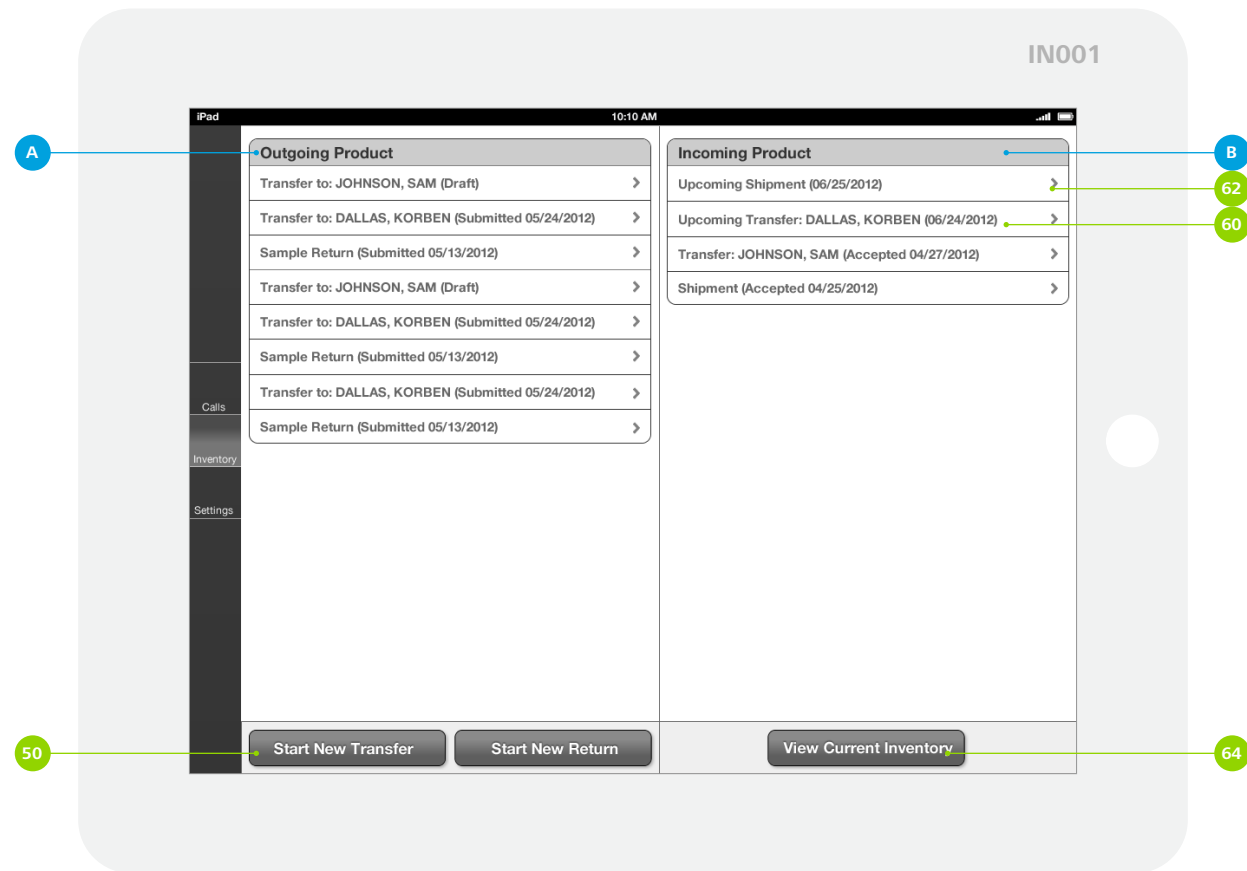 IN001
iPad 10:10 AM
A
Outgoing Product
Transfer to: JOHNSON, SAM (Draft)
Transfer to: DALLAS, KORBEN (Submitted 05/24/2012)
Sample Return (Submitted 05/13/2012)
Transfer to: JOHNSON, SAM (Draft)
Transfer to: DALLAS, KORBEN (Submitted 05/24/2012)
Sample Return (Submitted 05/13/2012)
Transfer to: DALLAS, KORBEN (Submitted 05/24/2012)
Sample Return (Submitted 05/13/2012)
Incoming Product
B
Upcoming Shipment (06/25/2012)
62
Upcoming Transfer: DALLAS, KORBEN (06/24/2012)
60
Transfer: JOHNSON, SAM (Accepted 04/27/2012)
Shipment (Accepted 04/25/2012)
Calls
Inventory
Settings
50
Start New Transfer
Start New Return
View Current Inventory
64